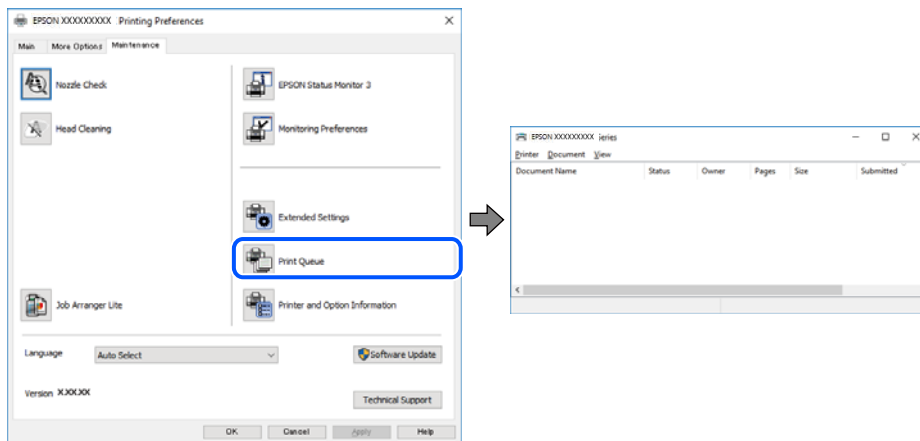 EPSON XXXXXXXXX Printing Preferences
Main More Options Maintenance
Nozzle Check
EPSON Status Monitor 3
Head Cleaning
Monitoring Preferences
Extended Settings
Print Queue
Job Arranger Lite
Printer and Option Information
Language
Auto Select
Software Update
Version X.XX.XX
Technical Support
OK Cancel Apply Help
EPSON XXXXXXXXX ieries
Printer Document View
Document Name Status Owner Pages Size Submitted